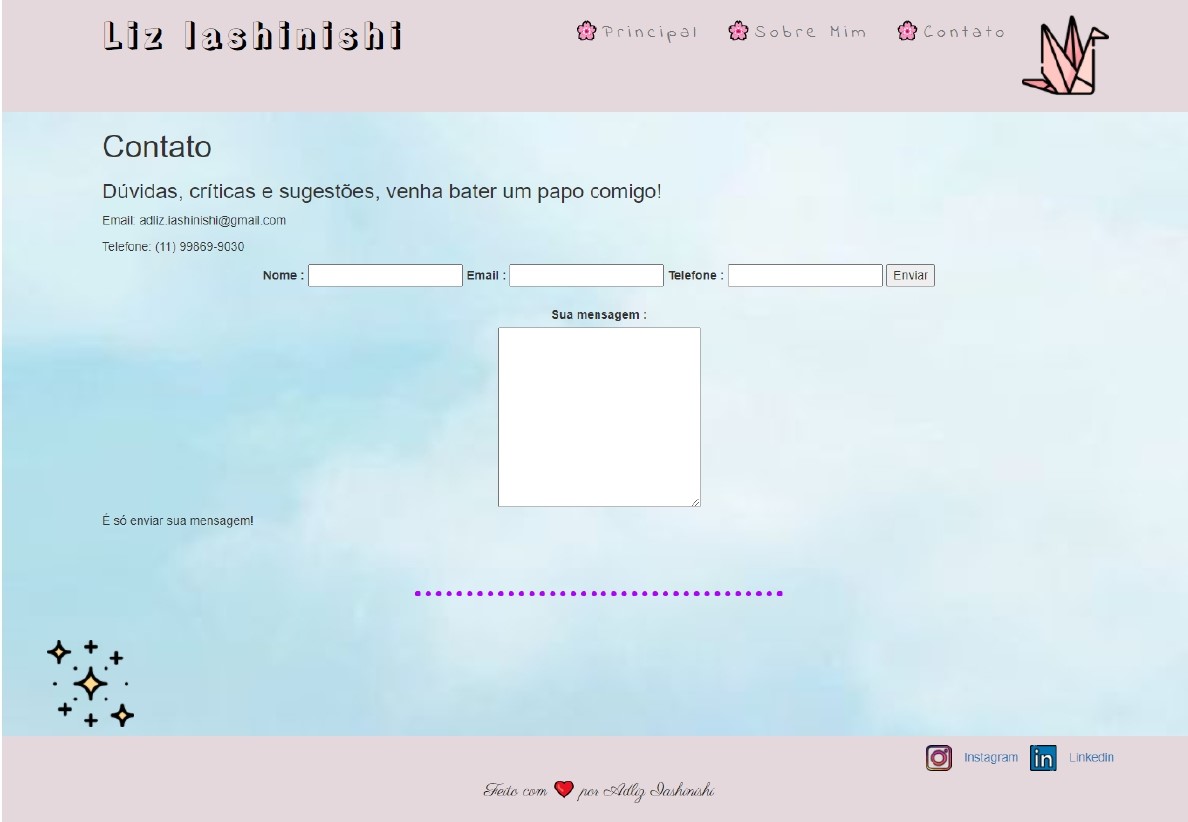 Liz Iashinishi
Principal Sobre Mim Contato
Contato
Dúvidas, críticas e sugestões, venha bater um papo comigo!
Email: adliz.iashinishi@gmail.com
Telefone: (11) 99869-9030
Nome : Email : Telefone : Enviar
Sua mensagem :
É só enviar sua mensagem!
in
Instagram LinkedIn
Feito com ❤ por Adliz Iashinishi